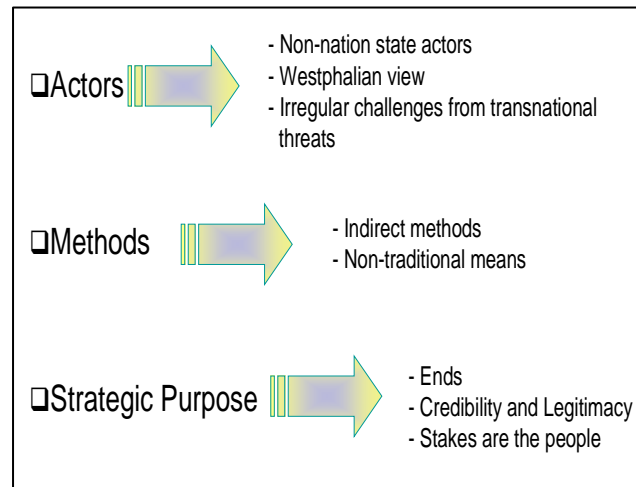 - Non-nation state actors
❑Actors
- Westphalian view
- Irregular challenges from transnational
threats
- Indirect methods
❑Methods
- Non-traditional means
- Ends
❑Strategic Purpose
- Credibility and Legitimacy
- Stakes are the people